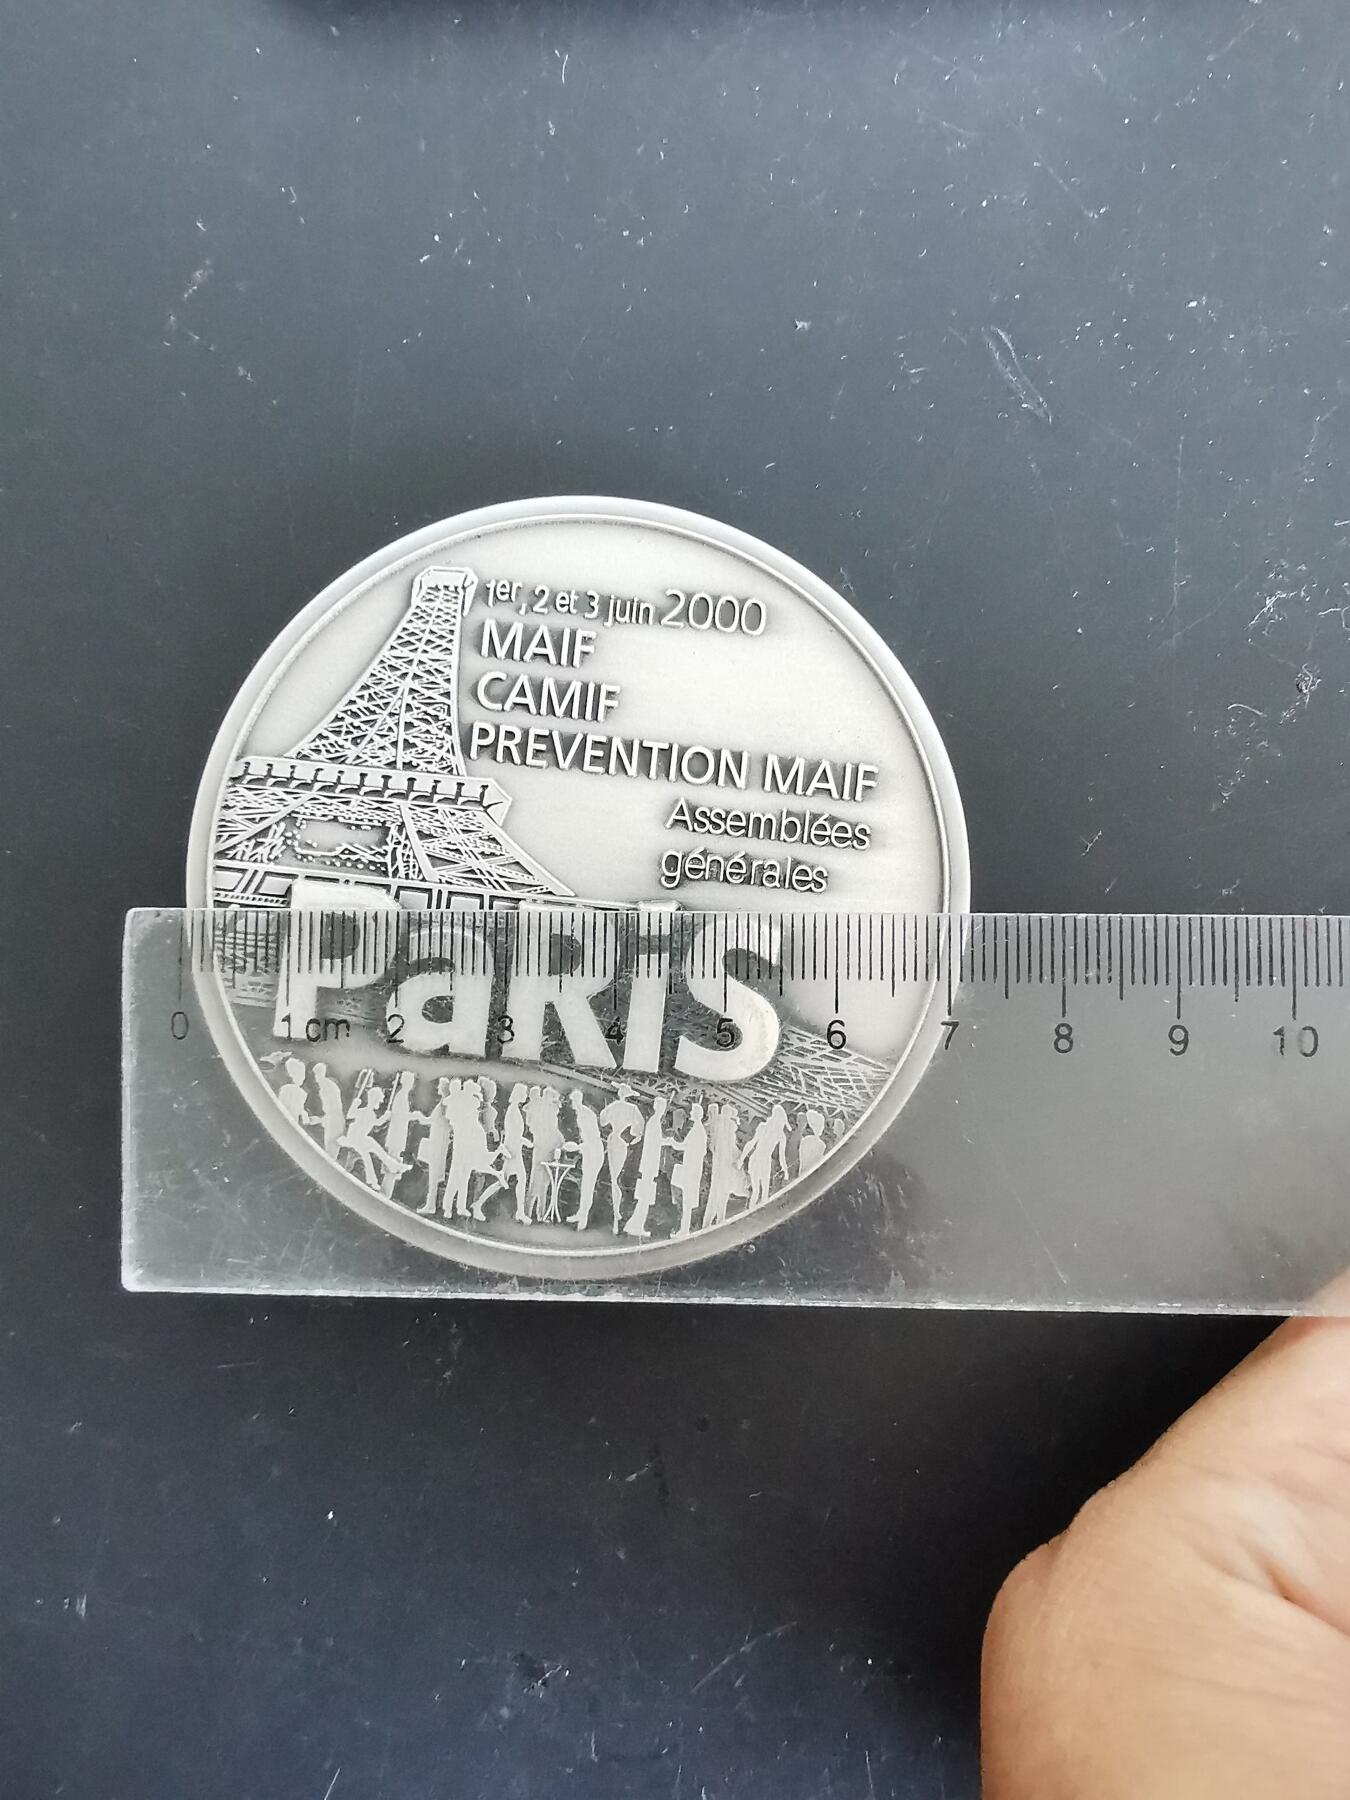 1er, 2 et 3 juin 2000
MAIF
CAMIF
PREVENTION MAIF
Assemblées
générales
PaRiS
0 1cm 2 3 4 5 6 7 8 9 10